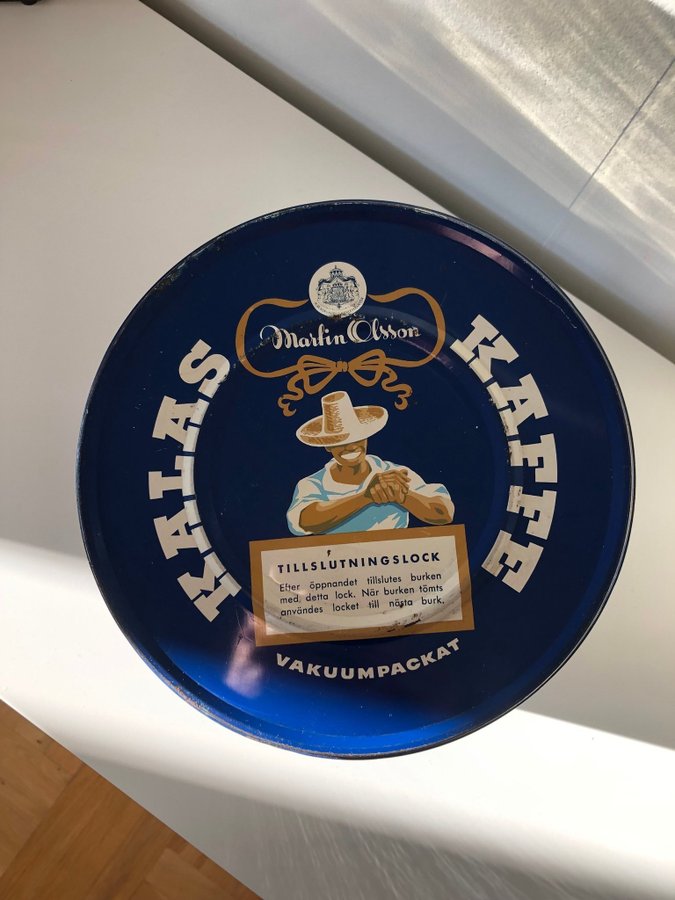 Martin Olsson
KALAS KAFFE
TILLSLUTNINGSLOCK
Efter öppnandet tillslutes burken
med detta lock. När burken tömts
användes locket till nästa burk.
VAKUUMPACKAT